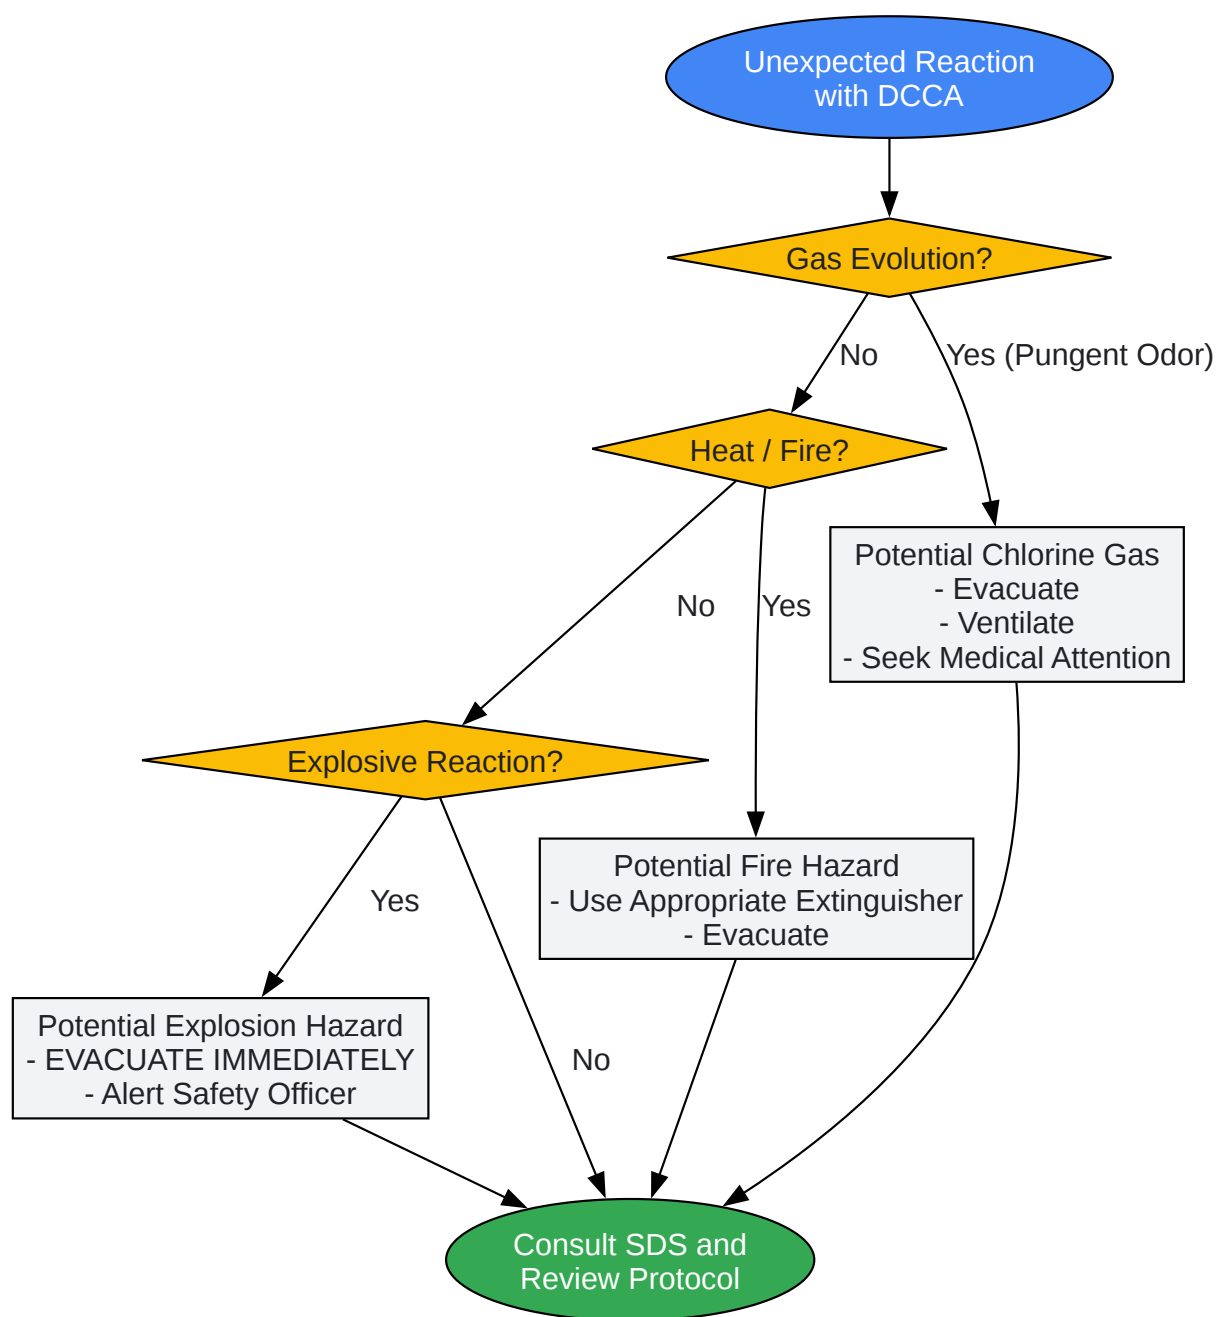 Unexpected Reaction
with DCCA
Gas Evolution?
No
Yes (Pungent Odor)
Heat / Fire?
No
Yes
Potential Chlorine Gas
- Evacuate
- Ventilate
- Seek Medical Attention
Explosive Reaction?
Yes
No
Potential Fire Hazard
- Use Appropriate Extinguisher
- Evacuate
Potential Explosion Hazard
- EVACUATE IMMEDIATELY
- Alert Safety Officer
Consult SDS and
Review Protocol